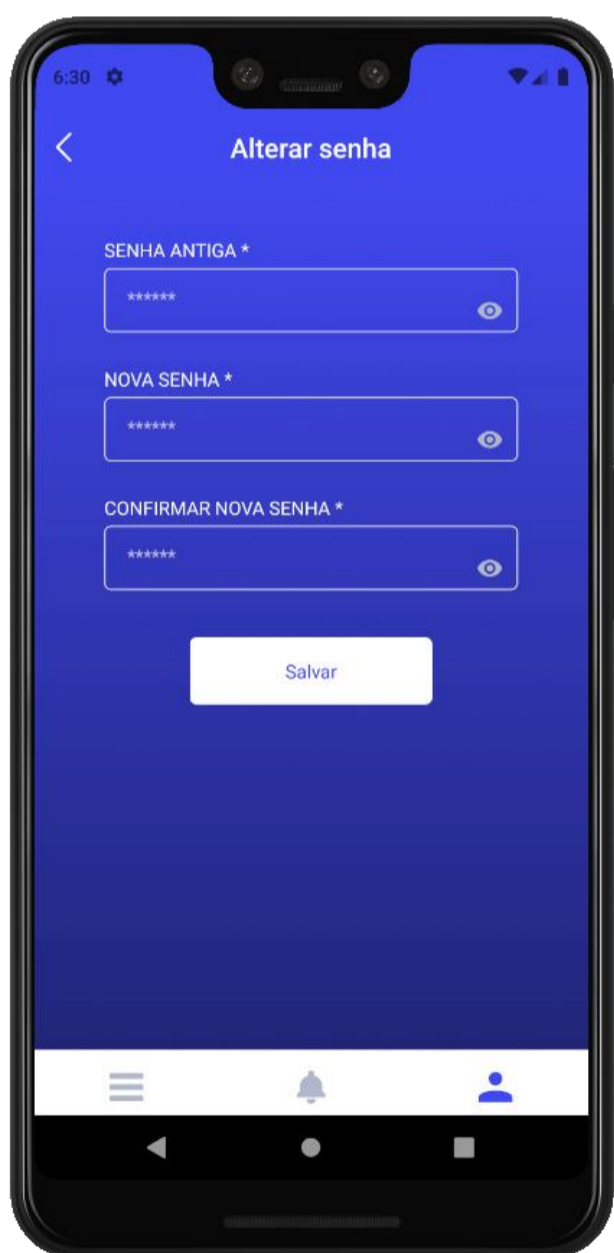 6:30
Alterar senha
SENHA ANTIGA *
******
NOVA SENHA *
******
CONFIRMAR NOVA SENHA *
******
Salvar